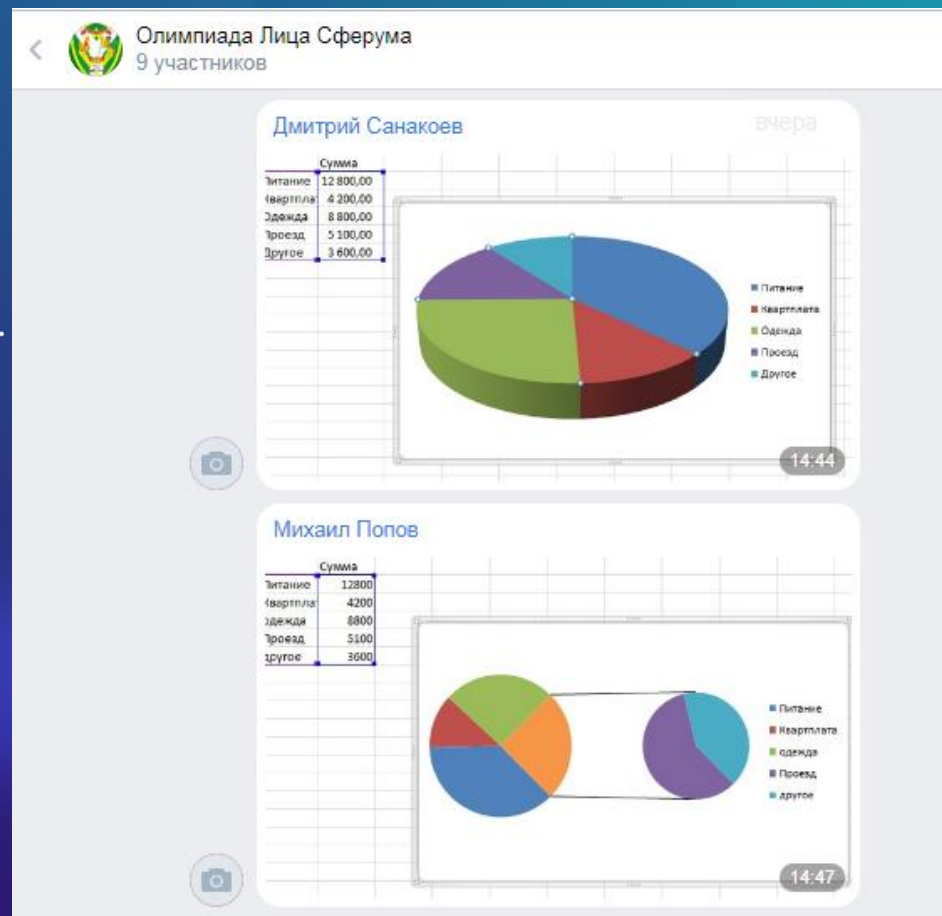 Олимпиада Лица Сферума
9 участников
Дмитрий Санакоев
вчера
Сумма
Питание 12 800,00
Квартпла 4 200,00
Одежда 8 800,00
Проезд 5 100,00
Другое 3 600,00
Питание
Квартплата
Одежда
Проезд
Другое
14:44
Михаил Попов
Сумма
Питание 12800
Квартпла 4200
одежда 8800
Проезд 5100
другое 3600
Питание
Квартплата
одежда
Проезд
другое
14:47